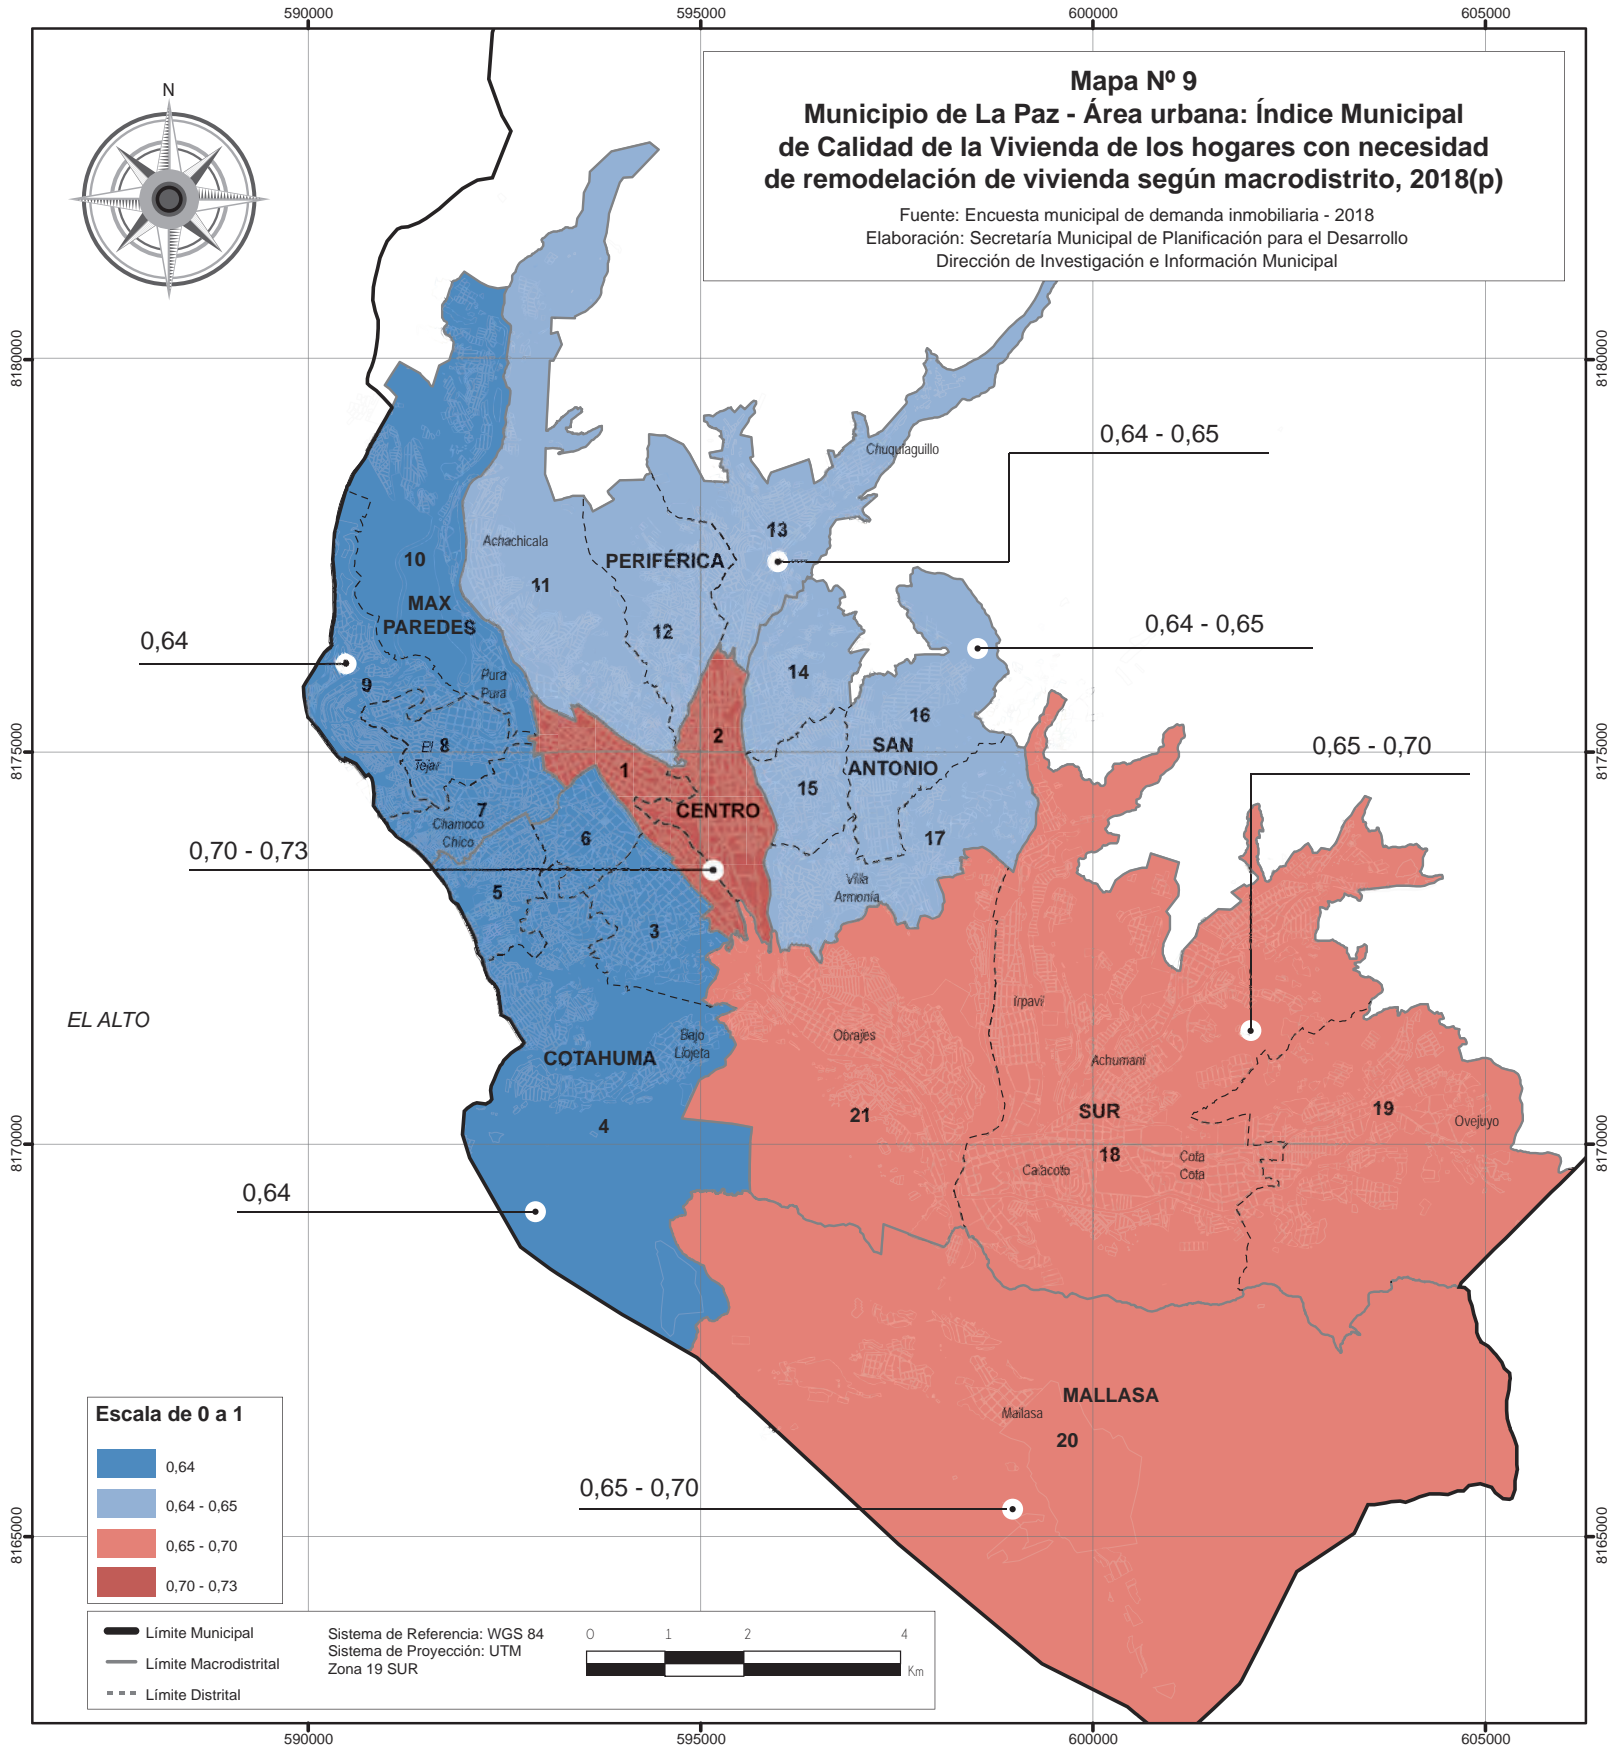 590000
595000
600000
605000
N
Mapa Nº 9
Municipio de La Paz - Área urbana: Índice Municipal
de Calidad de la Vivienda de los hogares con necesidad
de remodelación de vivienda según macrodistrito, 2018(p)
Fuente: Encuesta municipal de demanda inmobiliaria - 2018
Elaboración: Secretaría Municipal de Planificación para el Desarrollo
Dirección de Investigación e Información Municipal
8180000
8180000
0,64 - 0,65
Chuquiaguillo
13
Achachicala
10
PERIFÉRICA
11
MAX
PAREDES
12
0,64 - 0,65
0,64
14
Pura
Pura
9
16
2
8175000
8175000
El
Tejar
8
SAN
ANTONIO
0,65 - 0,70
1
15
7
CENTRO
Chamoco
Chico
6
17
0,70 - 0,73
Villa
Armonía
5
3
Irpavi
EL ALTO
Bajo
Llojeta
Obrajes
COTAHUMA
Achumani
21
SUR
19
4
Ovejuyo
8170000
8170000
18
Calacoto
Cota
Cota
0,64
MALLASA
Mallasa
20
Escala de 0 a 1
0,64
0,64 - 0,65
0,65 - 0,70
0,70 - 0,73
0,65 - 0,70
8165000
8165000
Límite Municipal
Límite Macrodistrital
Límite Distrital
Sistema de Referencia: WGS 84
Sistema de Proyección: UTM
Zona 19 SUR
0 1 2 4
Km
590000
595000
600000
605000